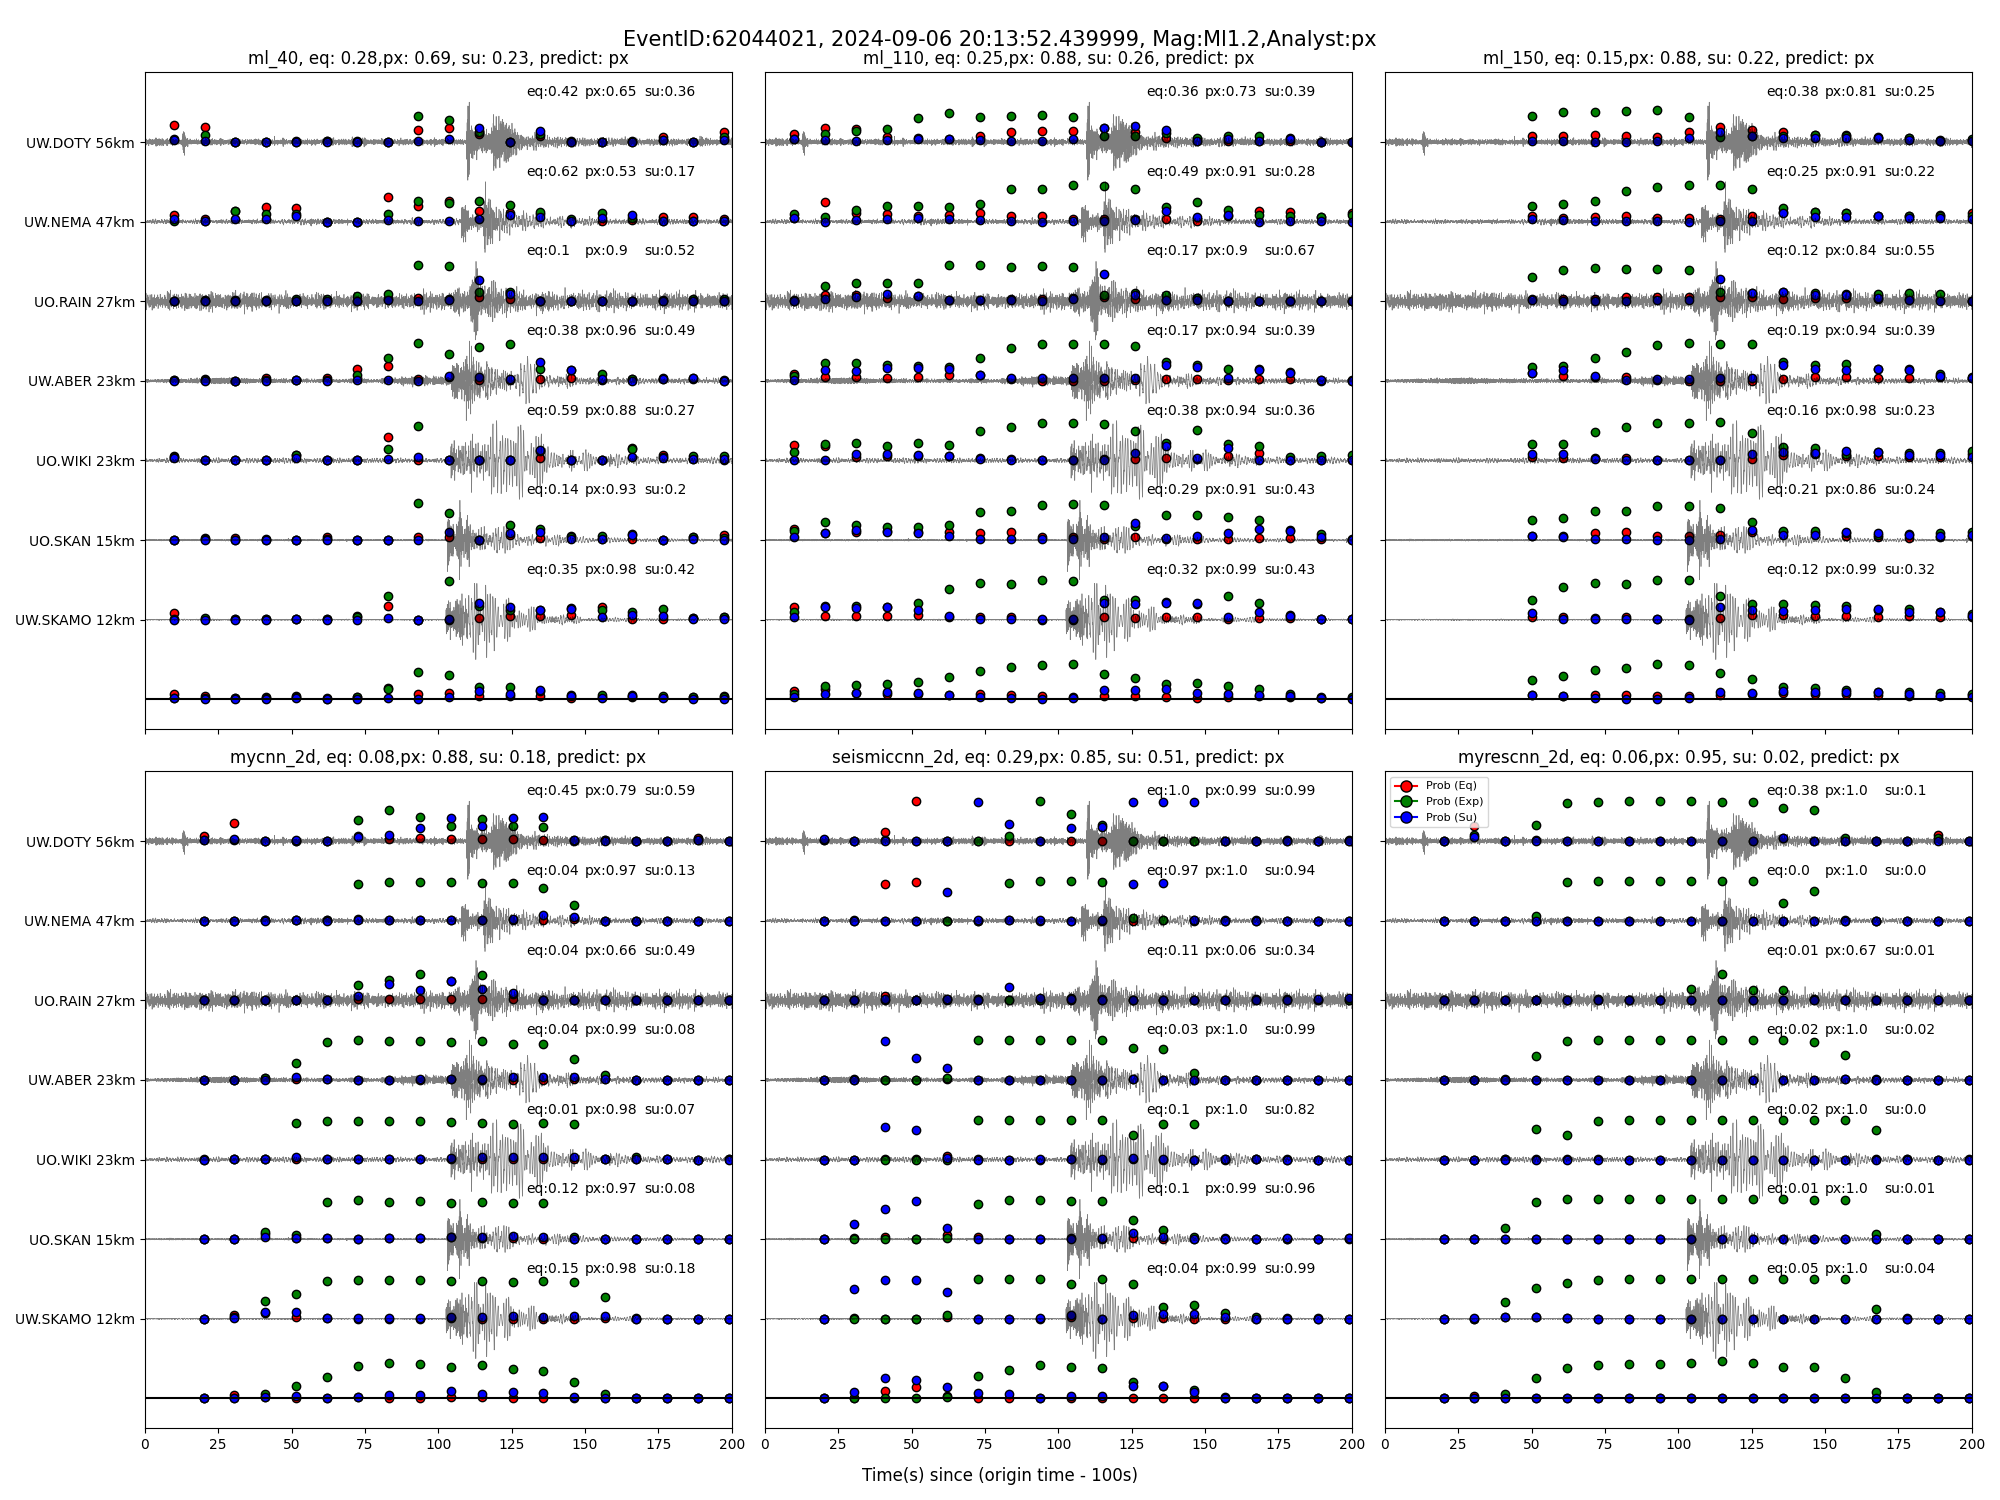 EventID:62044021, 2024-09-06 20:13:52.439999, Mag:Ml1.2,Analyst:px
ml_40, eq: 0.28,px: 0.69, su: 0.23, predict: px
ml_110, eq: 0.25,px: 0.88, su: 0.26, predict: px
ml_150, eq: 0.15,px: 0.88, su: 0.22, predict: px
UW.DOTY 56km eq:0.42 px:0.65 su:0.36 eq:0.36 px:0.73 su:0.39 eq:0.38 px:0.81 su:0.25
UW.NEMA 47km eq:0.62 px:0.53 su:0.17 eq:0.49 px:0.91 su:0.28 eq:0.25 px:0.91 su:0.22
UO.RAIN 27km eq:0.1 px:0.9 su:0.52 eq:0.17 px:0.9 su:0.67 eq:0.12 px:0.84 su:0.55
UW.ABER 23km eq:0.38 px:0.96 su:0.49 eq:0.17 px:0.94 su:0.39 eq:0.19 px:0.94 su:0.39
UO.WIKI 23km eq:0.59 px:0.88 su:0.27 eq:0.38 px:0.94 su:0.36 eq:0.16 px:0.98 su:0.23
UO.SKAN 15km eq:0.14 px:0.93 su:0.2 eq:0.29 px:0.91 su:0.43 eq:0.21 px:0.86 su:0.24
UW.SKAMO 12km eq:0.35 px:0.98 su:0.42 eq:0.32 px:0.99 su:0.43 eq:0.12 px:0.99 su:0.32
mycnn_2d, eq: 0.08,px: 0.88, su: 0.18, predict: px
seismiccnn_2d, eq: 0.29,px: 0.85, su: 0.51, predict: px
myrescnn_2d, eq: 0.06,px: 0.95, su: 0.02, predict: px
Prob (Eq)
Prob (Exp)
Prob (Su)
UW.DOTY 56km eq:0.45 px:0.79 su:0.59 eq:1.0 px:0.99 su:0.99 eq:0.38 px:1.0 su:0.1
UW.NEMA 47km eq:0.04 px:0.97 su:0.13 eq:0.97 px:1.0 su:0.94 eq:0.0 px:1.0 su:0.0
UO.RAIN 27km eq:0.04 px:0.66 su:0.49 eq:0.11 px:0.06 su:0.34 eq:0.01 px:0.67 su:0.01
UW.ABER 23km eq:0.04 px:0.99 su:0.08 eq:0.03 px:1.0 su:0.99 eq:0.02 px:1.0 su:0.02
UO.WIKI 23km eq:0.01 px:0.98 su:0.07 eq:0.1 px:1.0 su:0.82 eq:0.02 px:1.0 su:0.0
UO.SKAN 15km eq:0.12 px:0.97 su:0.08 eq:0.1 px:0.99 su:0.96 eq:0.01 px:1.0 su:0.01
UW.SKAMO 12km eq:0.15 px:0.98 su:0.18 eq:0.04 px:0.99 su:0.99 eq:0.05 px:1.0 su:0.04
0 25 50 75 100 125 150 175 200 0 25 50 75 100 125 150 175 200 0 25 50 75 100 125 150 175 200
Time(s) since (origin time - 100s)